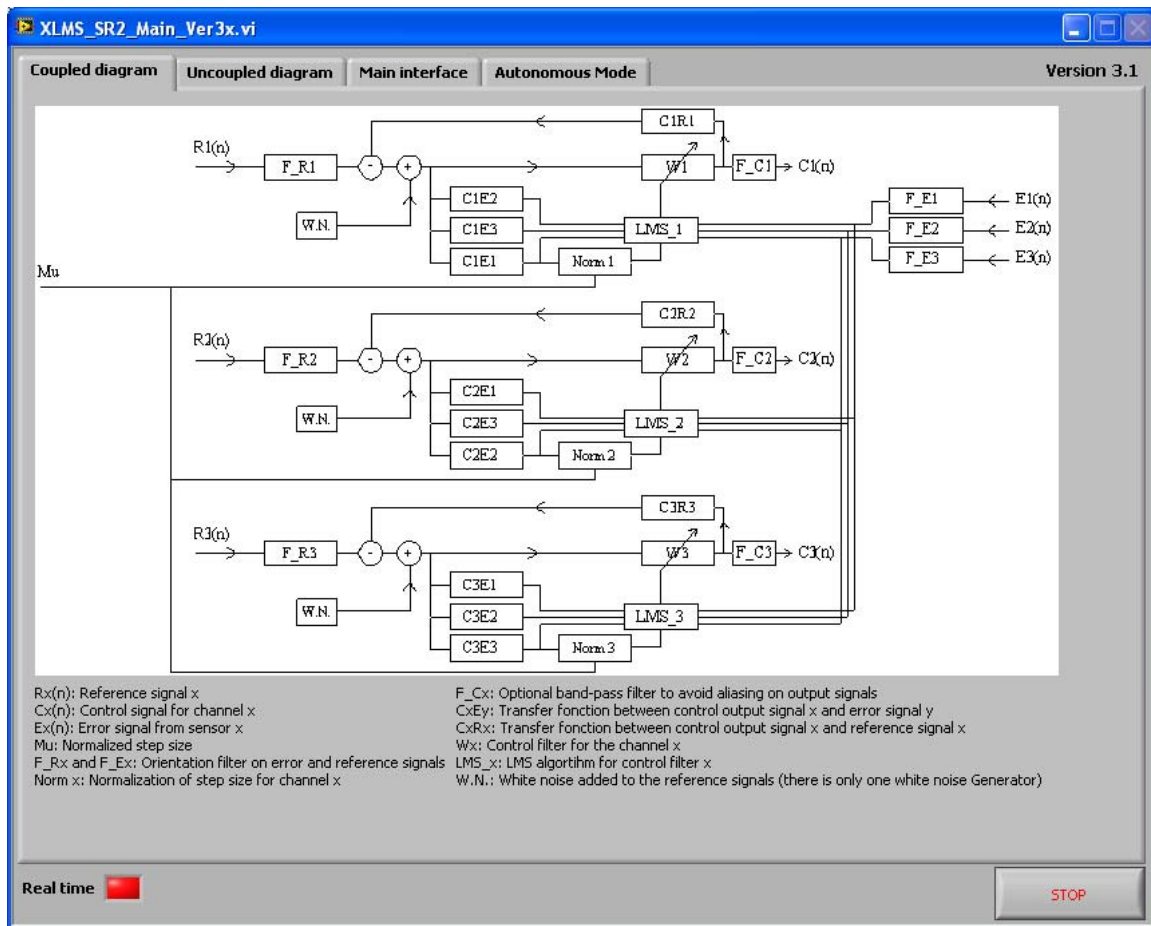 XLMS_SR2_Main_Ver3x.vi
Coupled diagram Uncoupled diagram Main interface Autonomous Mode Version 3.1
C1R1
R1(n)
F_R1 - + W1 F_C1 C1(n)
C1E2 F_E1 E1(n)
W.N. C1E3 LMS_1 F_E2 E2(n)
C1E1 Norm 1 F_E3 E3(n)
Mu
C2R2
R2(n)
F_R2 - + W2 F_C2 C2(n)
C2E1
W.N. C2E3 LMS_2
C2E2 Norm 2
C3R3
R3(n)
F_R3 - + W3 F_C3 C3(n)
C3E1
W.N. C3E2 LMS_3
C3E3 Norm 3
Rx(n): Reference signal x
Cx(n): Control signal for channel x
Ex(n): Error signal from sensor x
Mu: Normalized step size
F_Rx and F_Ex: Orientation filter on error and reference signals
Norm x: Normalization of step size for channel x
F_Cx: Optional band-pass filter to avoid aliasing on output signals
CxEy: Transfer fonction between control output signal x and error signal y
CxRx: Transfer fonction between control output signal x and reference signal x
Wx: Control filter for the channel x
LMS_x: LMS algortihm for control filter x
W.N.: White noise added to the reference signals (there is only one white noise Generator)
Real time
STOP